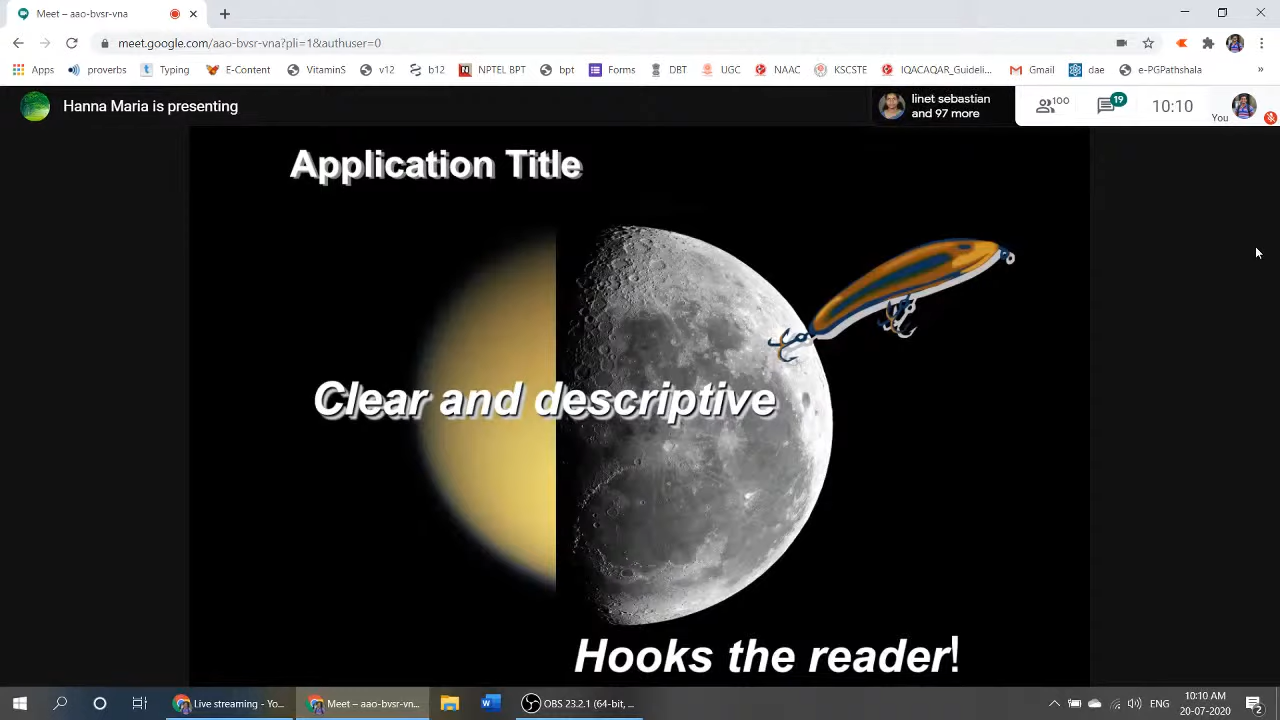 Meet – aao-bvsr-vna
meet.google.com/aao-bvsr-vna?pli=1&authuser=0
Apps proverbs Typing E-Content VitaminS v12 b12 NPTEL PPT bpt Forms DBT UGC NAAC KSCSTE IQACAQAR_Guideli... Gmail dae e-PGPathshala »
Hanna Maria is presenting
linet sebastian
and 97 more
100
19
10:10
You
Application Title
Clear and descriptive
Hooks the reader!
Live streaming - Yo...
Meet – aao-bvsr-vn...
OBS 23.2.1 (64-bit, ...
ENG
10:10 AM
20-07-2020
2